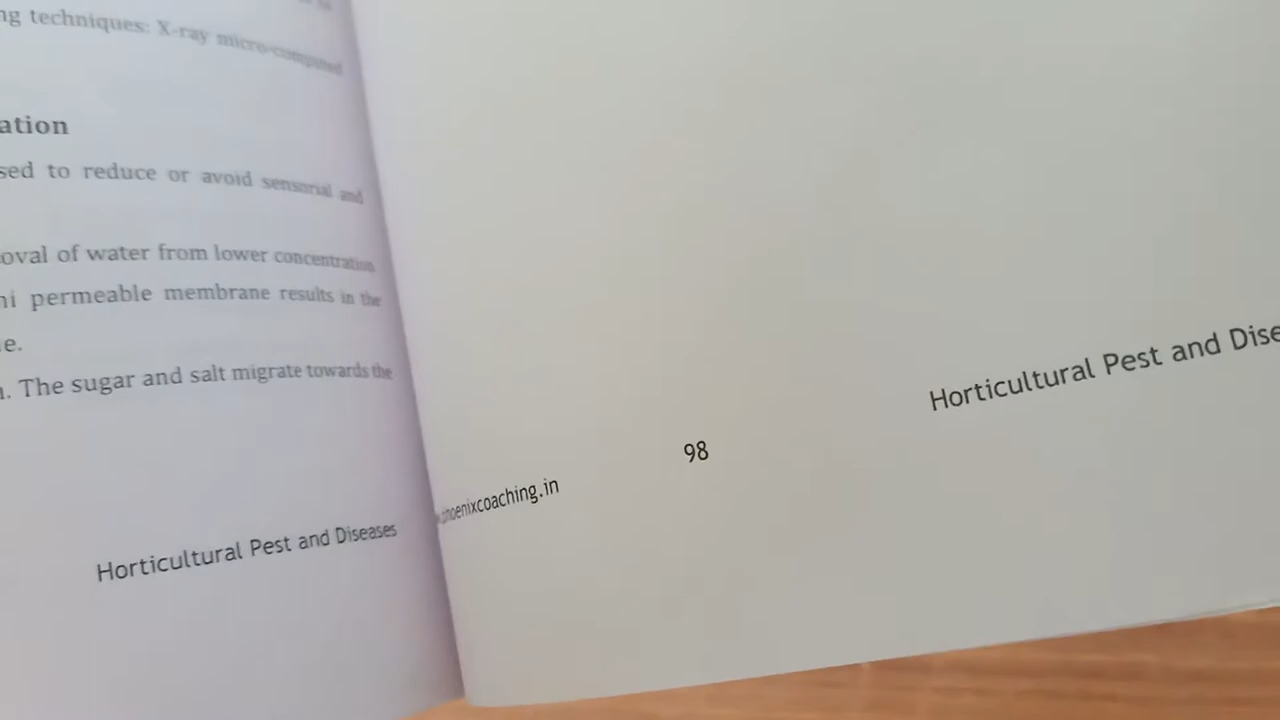 ng techniques: X-ray micro-computed
ation
sed to reduce or avoid sensorial and
oval of water from lower concentration
ni permeable membrane results in the
e.
. The sugar and salt migrate towards the
Horticultural Pest and Diseases
phoenixcoaching.in
98
Horticultural Pest and Dise